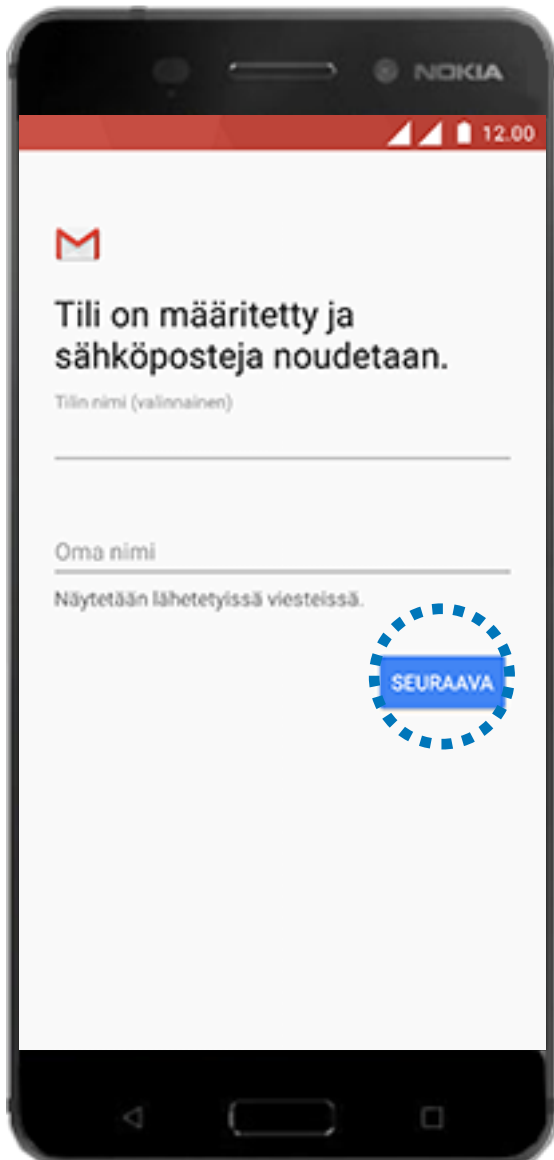 NOKIA
12.00
Tili on määritetty ja
sähköposteja noudetaan.
Tilin nimi (valinnainen)
Oma nimi
Näytetään lähetetyissä viesteissä.
SEURAAVA